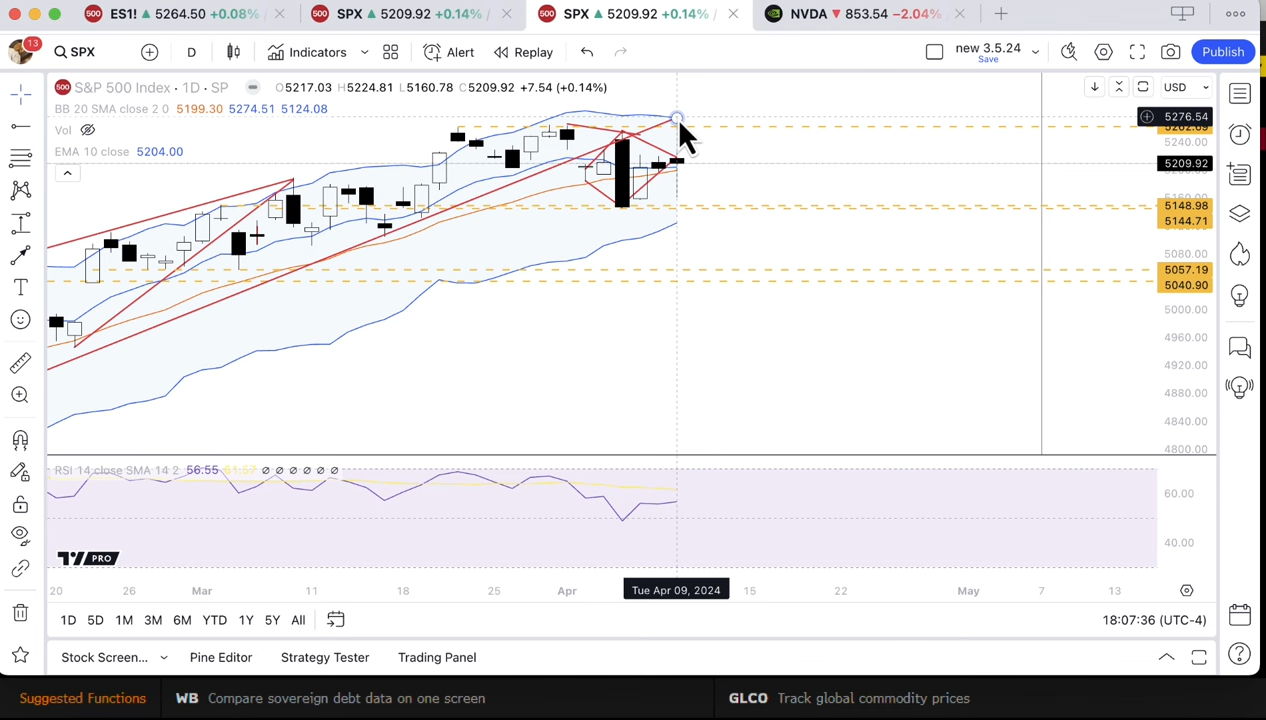 ES1! ▲ 5264.50 +0.08% /
SPX ▲ 5209.92 +0.14% /
SPX ▲ 5209.92 +0.14% /
NVDA ▼ 853.54 −2.04% /
13
SPX
D
Indicators
Alert
Replay
new 3.5.24
Save
Publish
500 S&P 500 Index · 1D · SP
O5217.03 H5224.81 L5160.78 C5209.92 +7.54 (+0.14%)
BB 20 SMA close 2 0 5199.30 5274.51 5124.08
Vol
EMA 10 close 5204.00
USD
5276.54
5240.00
5209.92
5148.98
5144.71
5080.00
5057.19
5040.90
5000.00
4960.00
4920.00
4880.00
4840.00
4800.00
RSI 14 close SMA 14 2 56.55 61.57 ∅ ∅ ∅ ∅ ∅ ∅
60.00
40.00
TV PRO
20 26 Mar 11 18 25 Apr Tue Apr 09, 2024 15 22 May 7 13
1D 5D 1M 3M 6M YTD 1Y 5Y All
18:07:36 (UTC-4)
Stock Screen... Pine Editor Strategy Tester Trading Panel
Suggested Functions WB Compare sovereign debt data on one screen GLCO Track global commodity prices